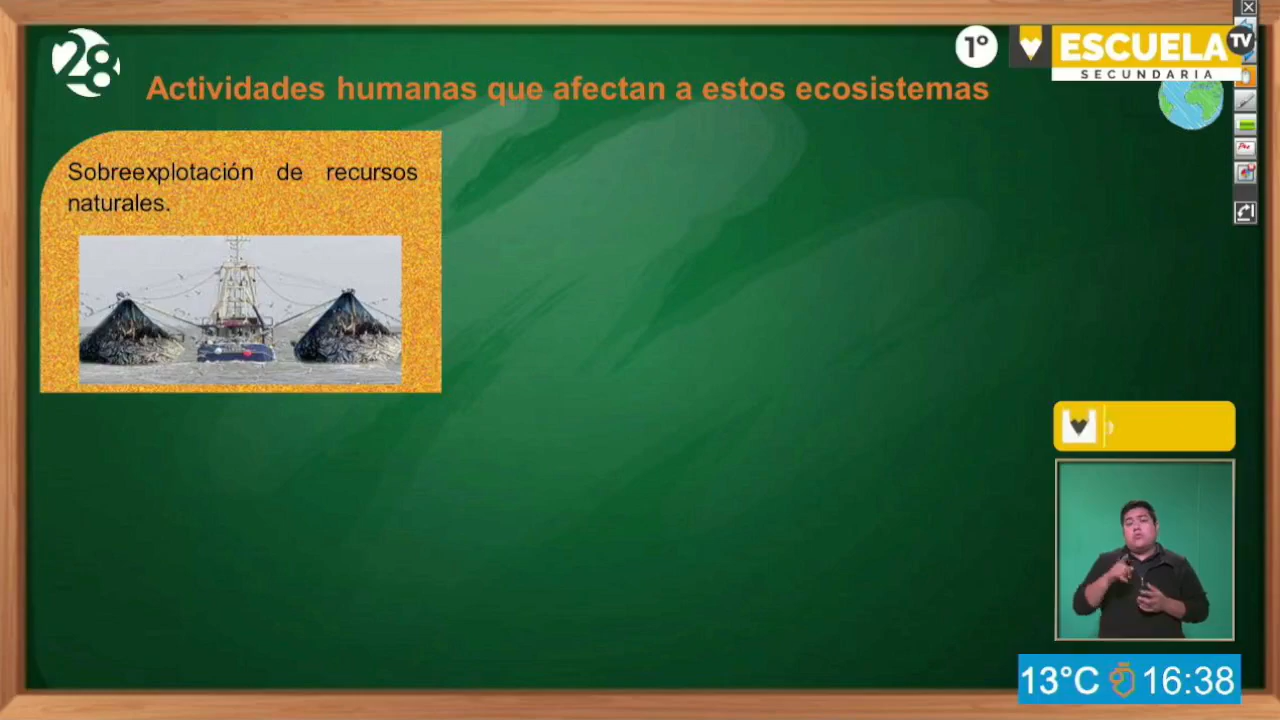 28
1°
ESCUELA TV
SECUNDARIA
Actividades humanas que afectan a estos ecosistemas
Sobreexplotación de recursos
naturales.
13°C 16:38